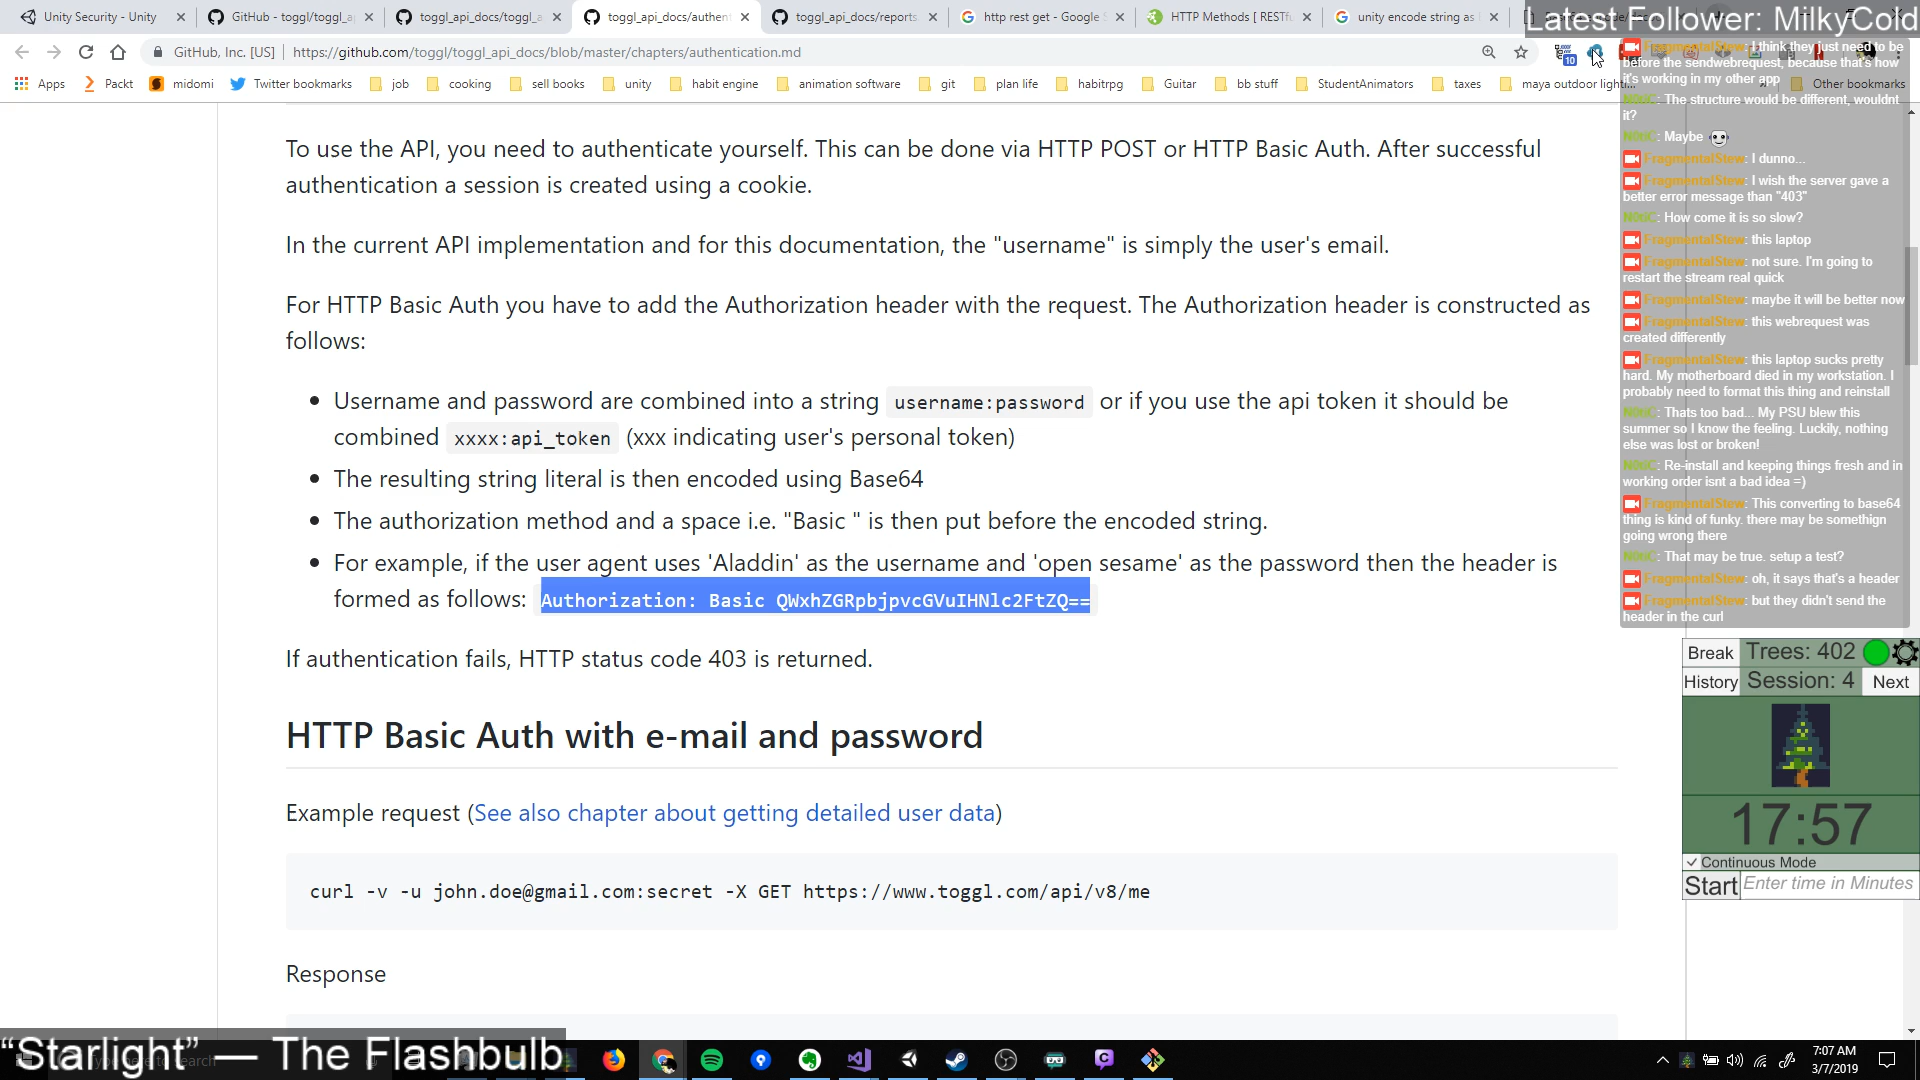 Unity Security - Unity
GitHub - toggl/toggl_a
toggl_api_docs/toggl_a
toggl_api_docs/authent
toggl_api_docs/reports
http rest get - Google S
HTTP Methods [ RESTfu
unity encode string as
Latest Follower: MilkyCold
GitHub, Inc. [US] | https://github.com/toggl/toggl_api_docs/blob/master/chapters/authentication.md
10
Apps
Packt
midomi
Twitter bookmarks
job
cooking
sell books
unity
habit engine
animation software
git
plan life
habitrpg
Guitar
bb stuff
StudentAnimators
taxes
maya outdoor lighti...
Other bookmarks
To use the API, you need to authenticate yourself. This can be done via HTTP POST or HTTP Basic Auth. After successful
authentication a session is created using a cookie.
In the current API implementation and for this documentation, the "username" is simply the user's email.
For HTTP Basic Auth you have to add the Authorization header with the request. The Authorization header is constructed as
follows:
Username and password are combined into a string username:password or if you use the api token it should be
combined xxxx:api_token (xxx indicating user's personal token)
The resulting string literal is then encoded using Base64
The authorization method and a space i.e. "Basic " is then put before the encoded string.
For example, if the user agent uses 'Aladdin' as the username and 'open sesame' as the password then the header is
formed as follows: Authorization: Basic QWxhZGRpbjpvcGVuIHNlc2FtZQ==
If authentication fails, HTTP status code 403 is returned.
HTTP Basic Auth with e-mail and password
Example request (See also chapter about getting detailed user data)
curl -v -u john.doe@gmail.com:secret -X GET https://www.toggl.com/api/v8/me
Response
FragmentalStew: I think they just need to be
before the sendwebrequest, because that's how
it's working in my other app
N0tiC: The structure would be different, wouldnt
it?
N0tiC: Maybe
FragmentalStew: I dunno...
FragmentalStew: I wish the server gave a
better error message than "403"
N0tiC: How come it is so slow?
FragmentalStew: this laptop
FragmentalStew: not sure. I'm going to
restart the stream real quick
FragmentalStew: maybe it will be better now
FragmentalStew: this webrequest was
created differently
FragmentalStew: this laptop sucks pretty
hard. My motherboard died in my workstation. I
probably need to format this thing and reinstall
N0tiC: Thats too bad... My PSU blew this
summer so I know the feeling. Luckily, nothing
else was lost or broken!
N0tiC: Re-install and keeping things fresh and in
working order isnt a bad idea =)
FragmentalStew: This converting to base64
thing is kind of funky. there may be somethign
going wrong there
N0tiC: That may be true. setup a test?
FragmentalStew: oh, it says that's a header
FragmentalStew: but they didn't send the
header in the curl
Break Trees: 402
History Session: 4 Next
17:57
Continuous Mode
Start Enter time in Minutes
"Starlight" — The Flashbulb
7:07 AM
3/7/2019